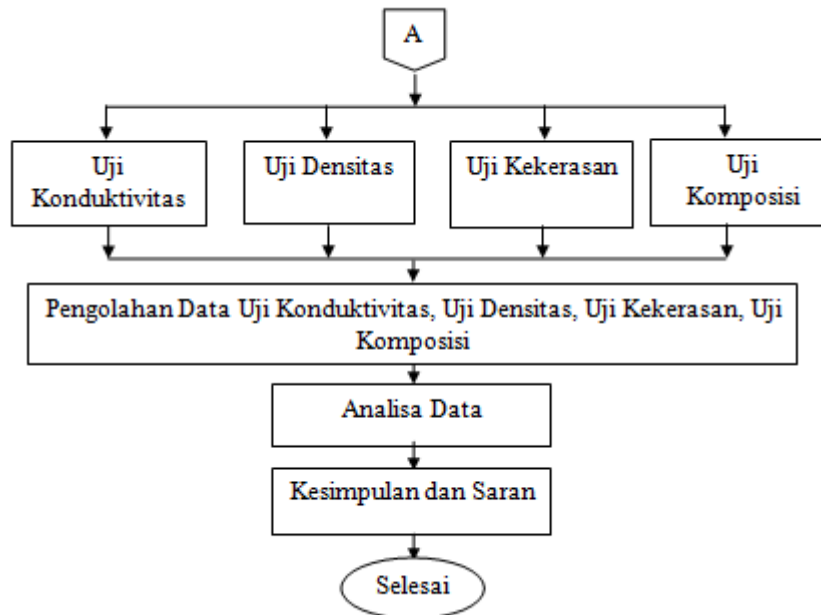 A
Uji
Konduktivitas
Uji Densitas
Uji Kekerasan
Uji
Komposisi
Pengolahan Data Uji Konduktivitas, Uji Densitas, Uji Kekerasan, Uji
Komposisi
Analisa Data
Kesimpulan dan Saran
Selesai